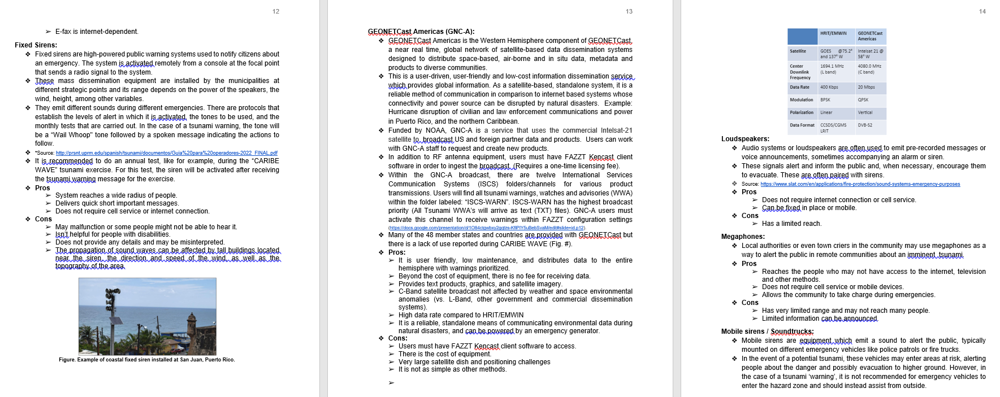 12
➢ E-fax is internet-dependent.
Fixed Sirens:
❖ Fixed sirens are high-powered public warning systems used to notify citizens about
an emergency. The system is activated remotely from a console at the focal point
that sends a radio signal to the system.
❖ These mass dissemination equipment are installed by the municipalities at
different strategic points and its range depends on the power of the speakers, the
wind, height, among other variables.
❖ They emit different sounds during different emergencies. There are protocols that
establish the levels of alert in which it is activated, the tones to be used, and the
monthly tests that are carried out. In the case of a tsunami warning, the tone will
be a “Wail Whoop” tone followed by a spoken message indicating the actions to
follow.
❖ *Source: http://prsnt.uprm.edu/spanish/tsunami/documentos/Guia%20para%20operadores-2022_FINAL.pdf
❖ It is recommended to do an annual test, like for example, during the “CARIBE
WAVE” tsunami exercise. For this test, the siren will be activated after receiving
the tsunami warning message for the exercise.
❖ Pros
➢ System reaches a wide radius of people.
➢ Delivers quick short important messages.
➢ Does not require cell service or internet connection.
❖ Cons
➢ May malfunction or some people might not be able to hear it.
➢ Isn't helpful for people with disabilities.
➢ Does not provide any details and may be misinterpreted.
➢ The propagation of sound waves can be affected by tall buildings located
near the siren, the direction and speed of the wind, as well as the
topography of the area.
Figure. Example of coastal fixed siren installed at San Juan, Puerto Rico.
13
GEONETCast Americas (GNC-A):
❖ GEONETCast Americas is the Western Hemisphere component of GEONETCast,
a near real time, global network of satellite-based data dissemination systems
designed to distribute space-based, air-borne and in situ data, metadata and
products to diverse communities.
❖ This is a user-driven, user-friendly and low-cost information dissemination service
which provides global information. As a satellite-based, standalone system, it is a
reliable method of communication in comparison to internet based systems whose
connectivity and power source can be disrupted by natural disasters. Example:
Hurricane disruption of civilian and law enforcement communications and power
in Puerto Rico, and the northern Caribbean.
❖ Funded by NOAA, GNC-A is a service that uses the commercial Intelsat-21
satellite to broadcast US and foreign partner data and products. Users can work
with GNC-A staff to request and create new products.
❖ In addition to RF antenna equipment, users must have FAZZT Kencast client
software in order to ingest the broadcast. (Requires a one-time licensing fee).
❖ Within the GNC-A broadcast, there are twelve International Services
Communication Systems (ISCS) folders/channels for various product
transmissions. Users will find all tsunami warnings, watches and advisories (WWA)
within the folder labeled: “ISCS-WARN”. ISCS-WARN has the highest broadcast
priority (All Tsunami WWA's will arrive as text (TXT) files). GNC-A users must
activate this channel to receive warnings within FAZZT configuration settings
❖ Many of the 48 member states and countries are provided with GEONETCast but
there is a lack of use reported during CARIBE WAVE (Fig. #).
❖ Pros:
➢ It is user friendly, low maintenance, and distributes data to the entire
hemisphere with warnings prioritized.
➢ Beyond the cost of equipment, there is no fee for receiving data.
➢ Provides text products, graphics, and satellite imagery.
➢ C-Band satellite broadcast not affected by weather and space environmental
anomalies (vs. L-Band, other government and commercial dissemination
systems).
➢ High data rate compared to HRIT/EMWIN
➢ It is a reliable, standalone means of communicating environmental data during
natural disasters, and can be powered by an emergency generator.
❖ Cons:
➢ Users must have FAZZT Kencast client software to access.
➢ There is the cost of equipment.
➢ Very large satellite dish and positioning challenges
➢ It is not as simple as other methods.
➢
14
HRIT/EMWIN GEONETCast
Americas
Satellite GOES @75.2° Intelsat 21 @
and 137° W 58° W
Center 1694.1 MHz 4080.0 MHz
Downlink (L band) (C band)
Frequency
Data Rate 400 Kbps 20 Mbps
Modulation BPSK QPSK
Polarization Linear Vertical
Data Format CCSDS/CGMS DVB-S2
LRIT
Loudspeakers:
❖ Audio systems or loudspeakers are often used to emit pre-recorded messages or
voice announcements, sometimes accompanying an alarm or siren.
❖ These signals alert and inform the public and, when necessary, encourage them
to evacuate. These are often paired with sirens.
❖ Source: https://www.slat.com/en/applications/fire-protection/sound-systems-emergency-purposes
❖ Pros
➢ Does not require internet connection or cell service.
➢ Can be fixed in place or mobile.
❖ Cons
➢ Has a limited reach.
Megaphones:
❖ Local authorities or even town criers in the community may use megaphones as a
way to alert the public in remote communities about an imminent tsunami.
❖ Pros
➢ Reaches the people who may not have access to the internet, television
and other methods.
➢ Does not require cell service or mobile devices.
➢ Allows the community to take charge during emergencies.
❖ Cons
➢ Has very limited range and may not reach many people.
➢ Limited information can be announced.
Mobile sirens / Soundtrucks:
❖ Mobile sirens are equipment which emit a sound to alert the public, typically
mounted on different emergency vehicles like police patrols or fire trucks.
❖ In the event of a potential tsunami, these vehicles may enter areas at risk, alerting
people about the danger and possibly evacuation to higher ground. However, in
the case of a tsunami ‘warning’, it is not recommended for emergency vehicles to
enter the hazard zone and should instead assist from outside.